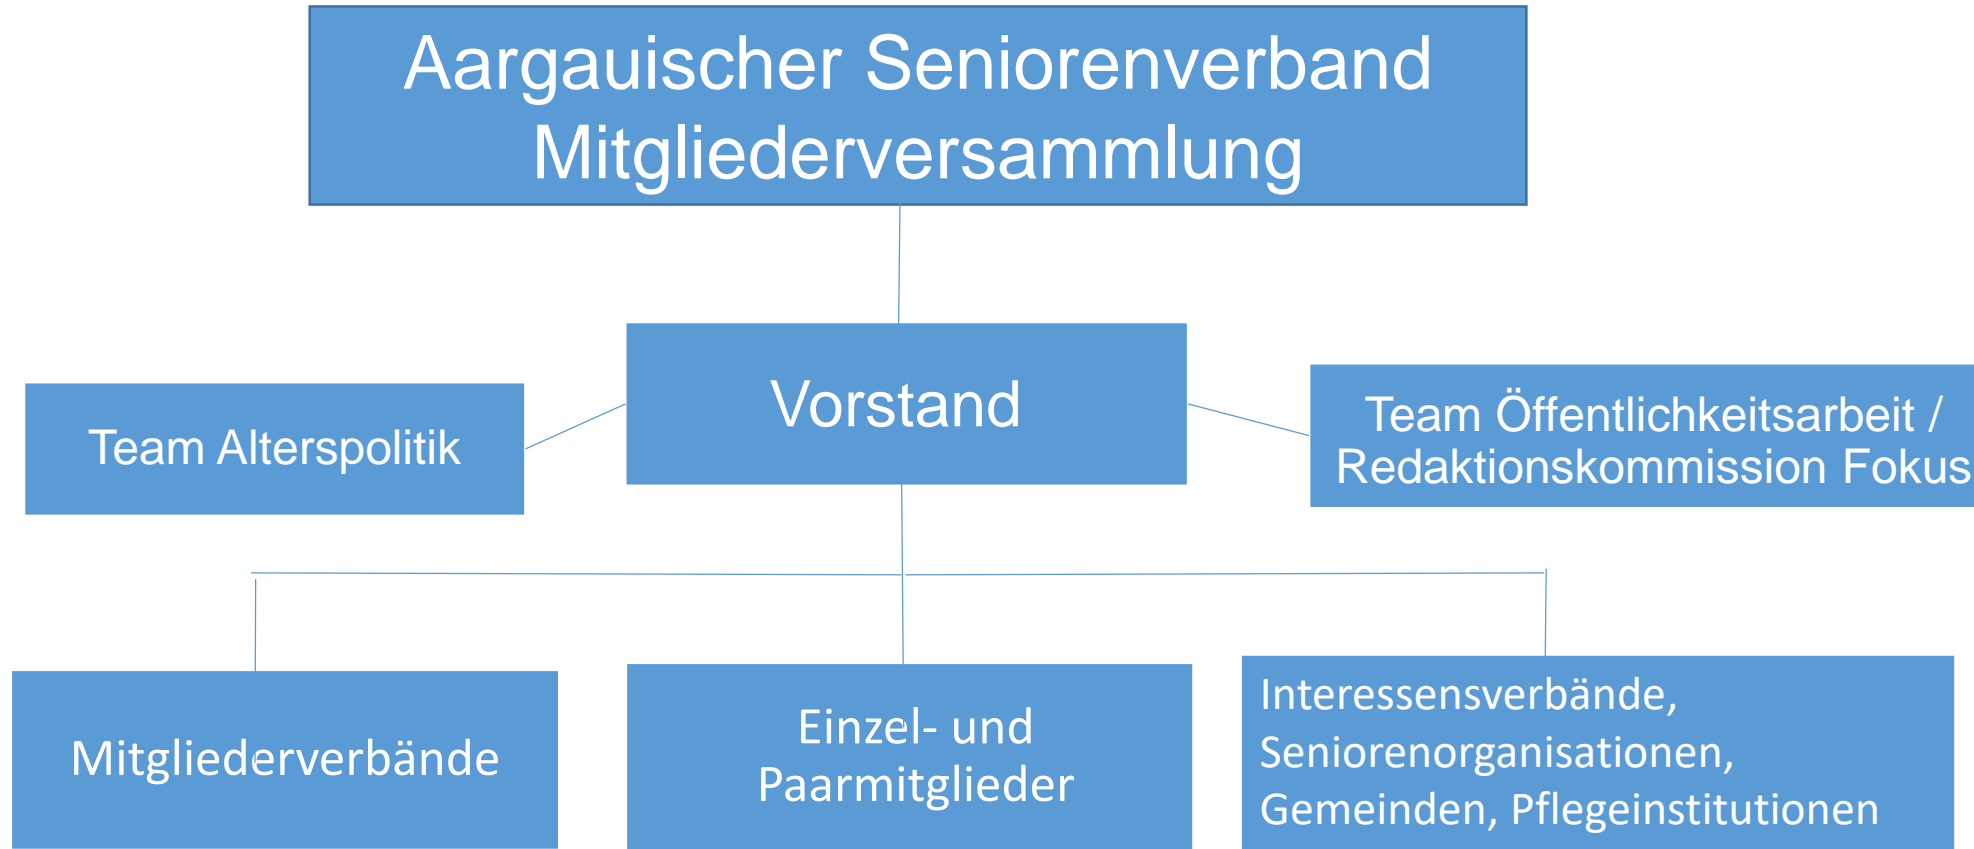 Aargauischer Seniorenverband
Mitgliederversammlung
Vorstand
Team Alterspolitik
Team Öffentlichkeitsarbeit /
Redaktionskommission Fokus
Mitgliederverbände
Einzel- und
Paarmitglieder
Interessensverbände,
Seniorenorganisationen,
Gemeinden, Pflegeinstitutionen